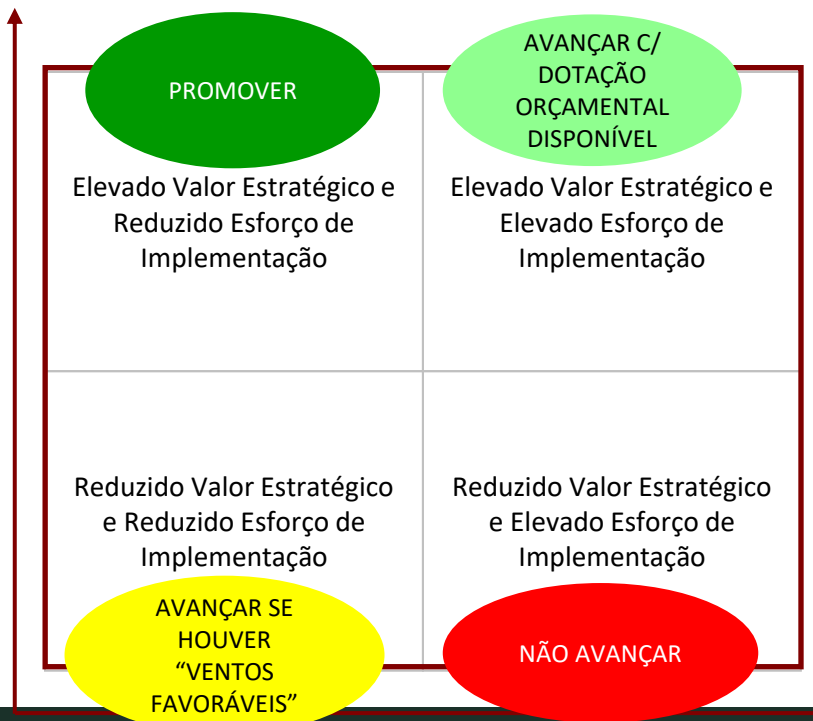 PROMOVER
AVANÇAR C/
DOTAÇÃO
ORÇAMENTAL
DISPONÍVEL
Elevado Valor Estratégico e
Reduzido Esforço de
Implementação
Elevado Valor Estratégico e
Elevado Esforço de
Implementação
Reduzido Valor Estratégico
e Reduzido Esforço de
Implementação
Reduzido Valor Estratégico
e Elevado Esforço de
Implementação
AVANÇAR SE
HOUVER
“VENTOS
FAVORÁVEIS”
NÃO AVANÇAR